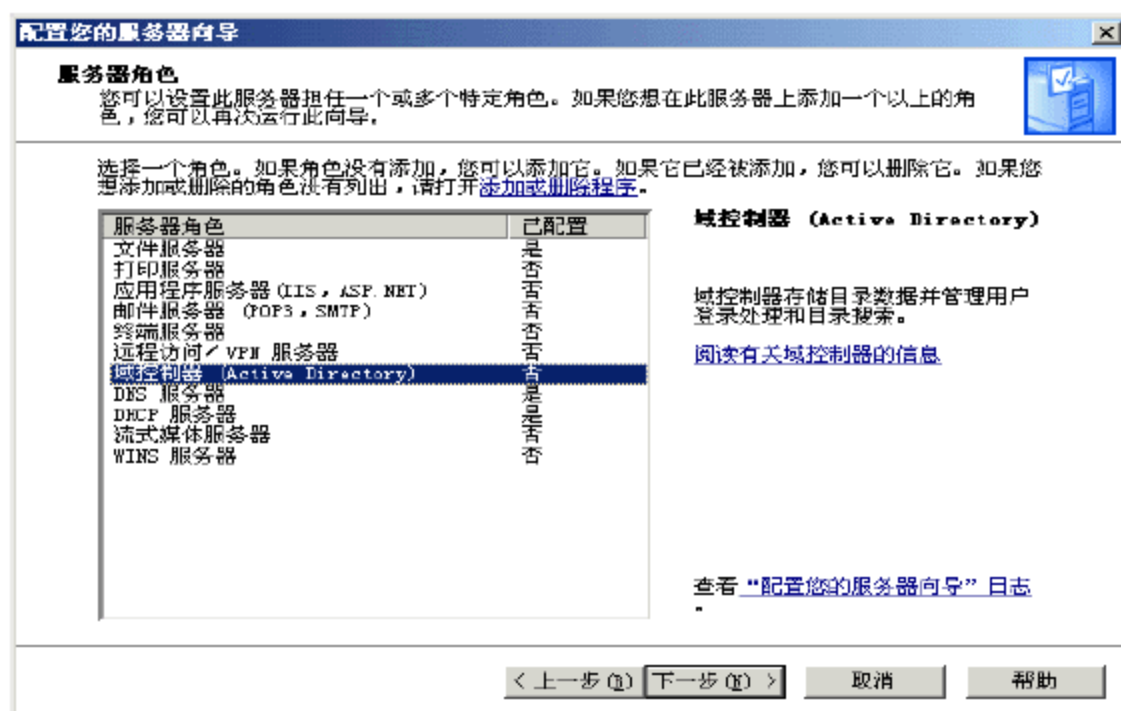 配置您的服务器向导
服务器角色
您可以设置此服务器担任一个或多个特定角色。如果您想在此服务器上添加一个以上的角
色，您可以再次运行此向导。
选择一个角色。如果角色没有添加，您可以添加它。如果它已经被添加，您可以删除它。如果您
想添加或删除的角色没有列出，请打开添加或删除程序。
服务器角色 已配置
文件服务器 是
打印服务器 否
应用程序服务器(IIS，ASP.NET) 否
邮件服务器 (POP3，SMTP) 否
终端服务器 否
远程访问/VPN 服务器 否
域控制器 (Active Directory) 否
DNS 服务器 是
DHCP 服务器 是
流式媒体服务器 否
WINS 服务器 否
域控制器 (Active Directory)
域控制器存储目录数据并管理用户
登录处理和目录搜索。
阅读有关域控制器的信息
查看“配置您的服务器向导”日志
。
< 上一步(B)
下一步(N) >
取消
帮助